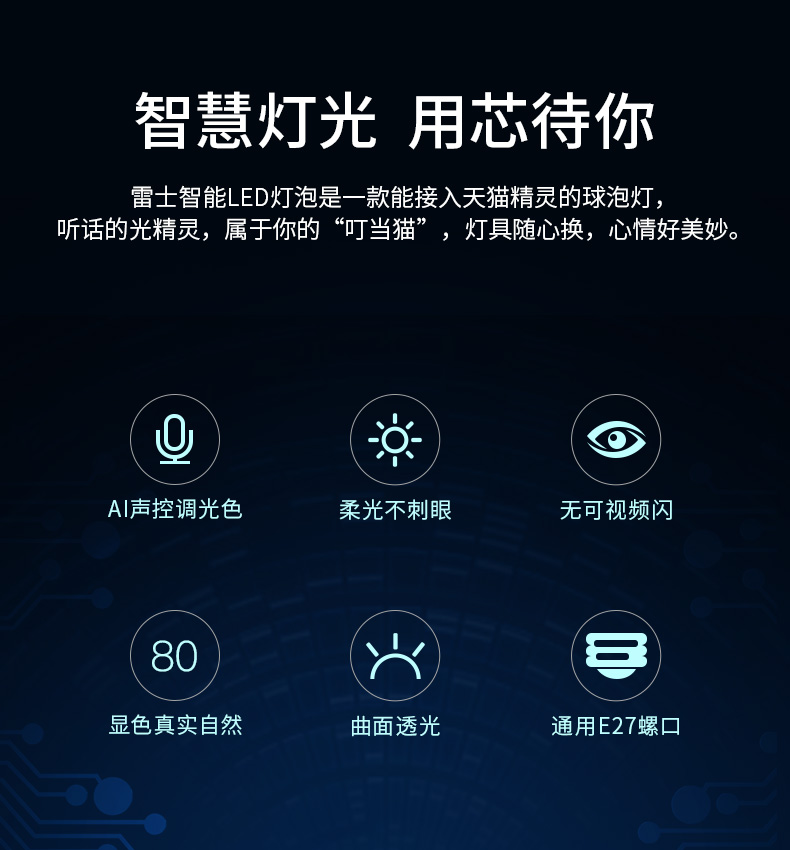 智慧灯光 用芯待你
雷士智能LED灯泡是一款能接入天猫精灵的球泡灯，
听话的光精灵，属于你的“叮当猫”，灯具随心换，心情好美妙。
AI声控调光色
柔光不刺眼
无可视频闪
80
显色真实自然
曲面透光
通用E27螺口